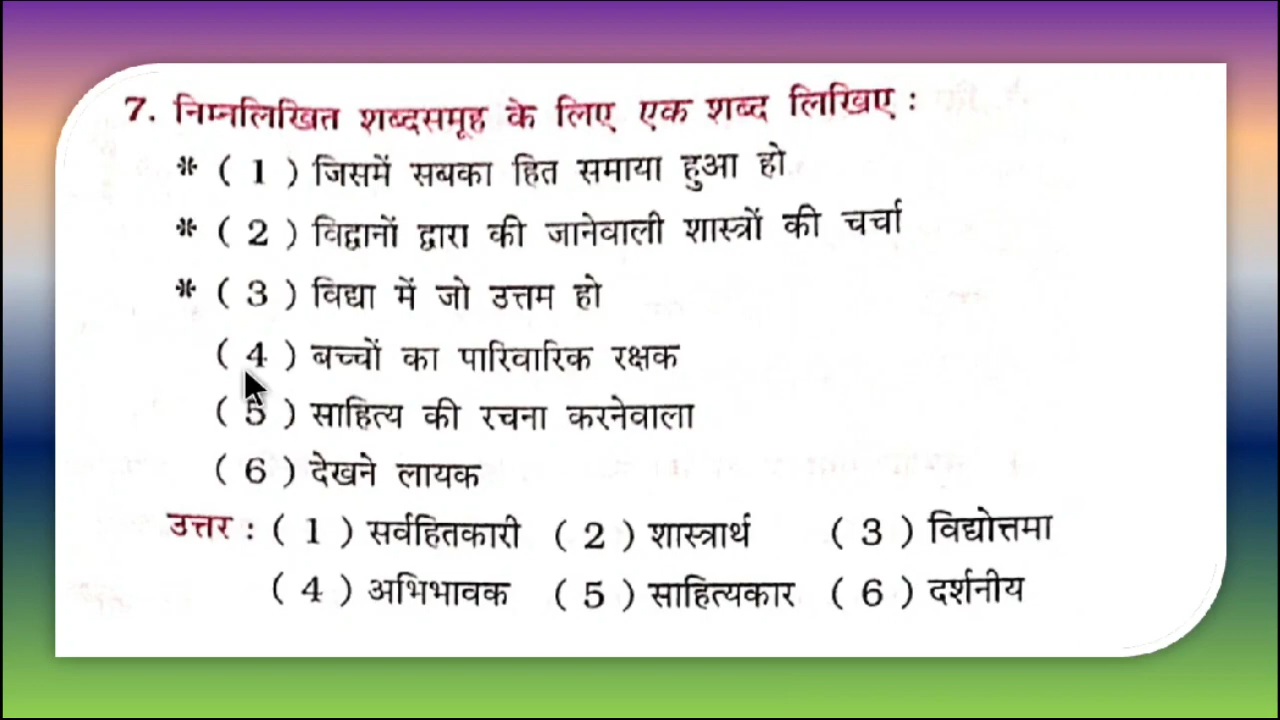 7. निम्नलिखित शब्दसमूह के लिए एक शब्द लिखिए :
* ( 1 ) जिसमें सबका हित समाया हुआ हो
* ( 2 ) विद्वानों द्वारा की जानेवाली शास्त्रों की चर्चा
* ( 3 ) विद्या में जो उत्तम हो
( 4 ) बच्चों का पारिवारिक रक्षक
( 5 ) साहित्य की रचना करनेवाला
( 6 ) देखने लायक
उत्तर : ( 1 ) सर्वहितकारी ( 2 ) शास्त्रार्थ ( 3 ) विद्योत्तमा
( 4 ) अभिभावक ( 5 ) साहित्यकार ( 6 ) दर्शनीय